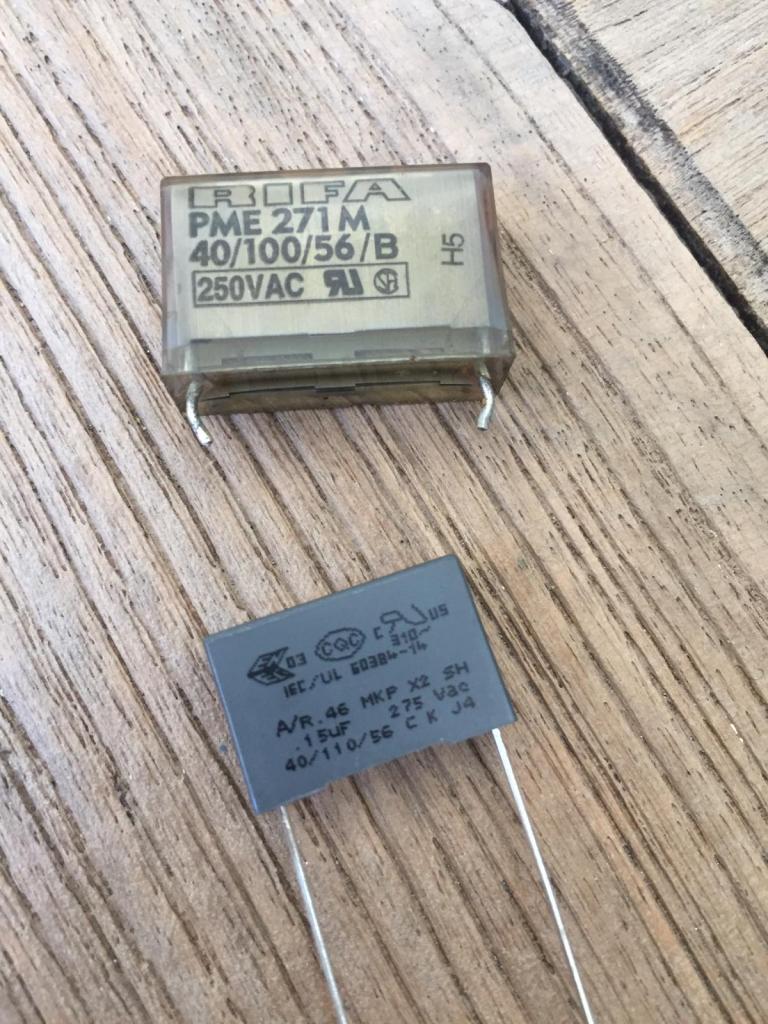 RIFA
PME 271 M
40/100/56/B
250VAC
H5
03
CQC
C US
310~
IEC/UL 60384-14
A/R.46 MKP X2 SH
.15uF 275 Vac
40/110/56 C K J4